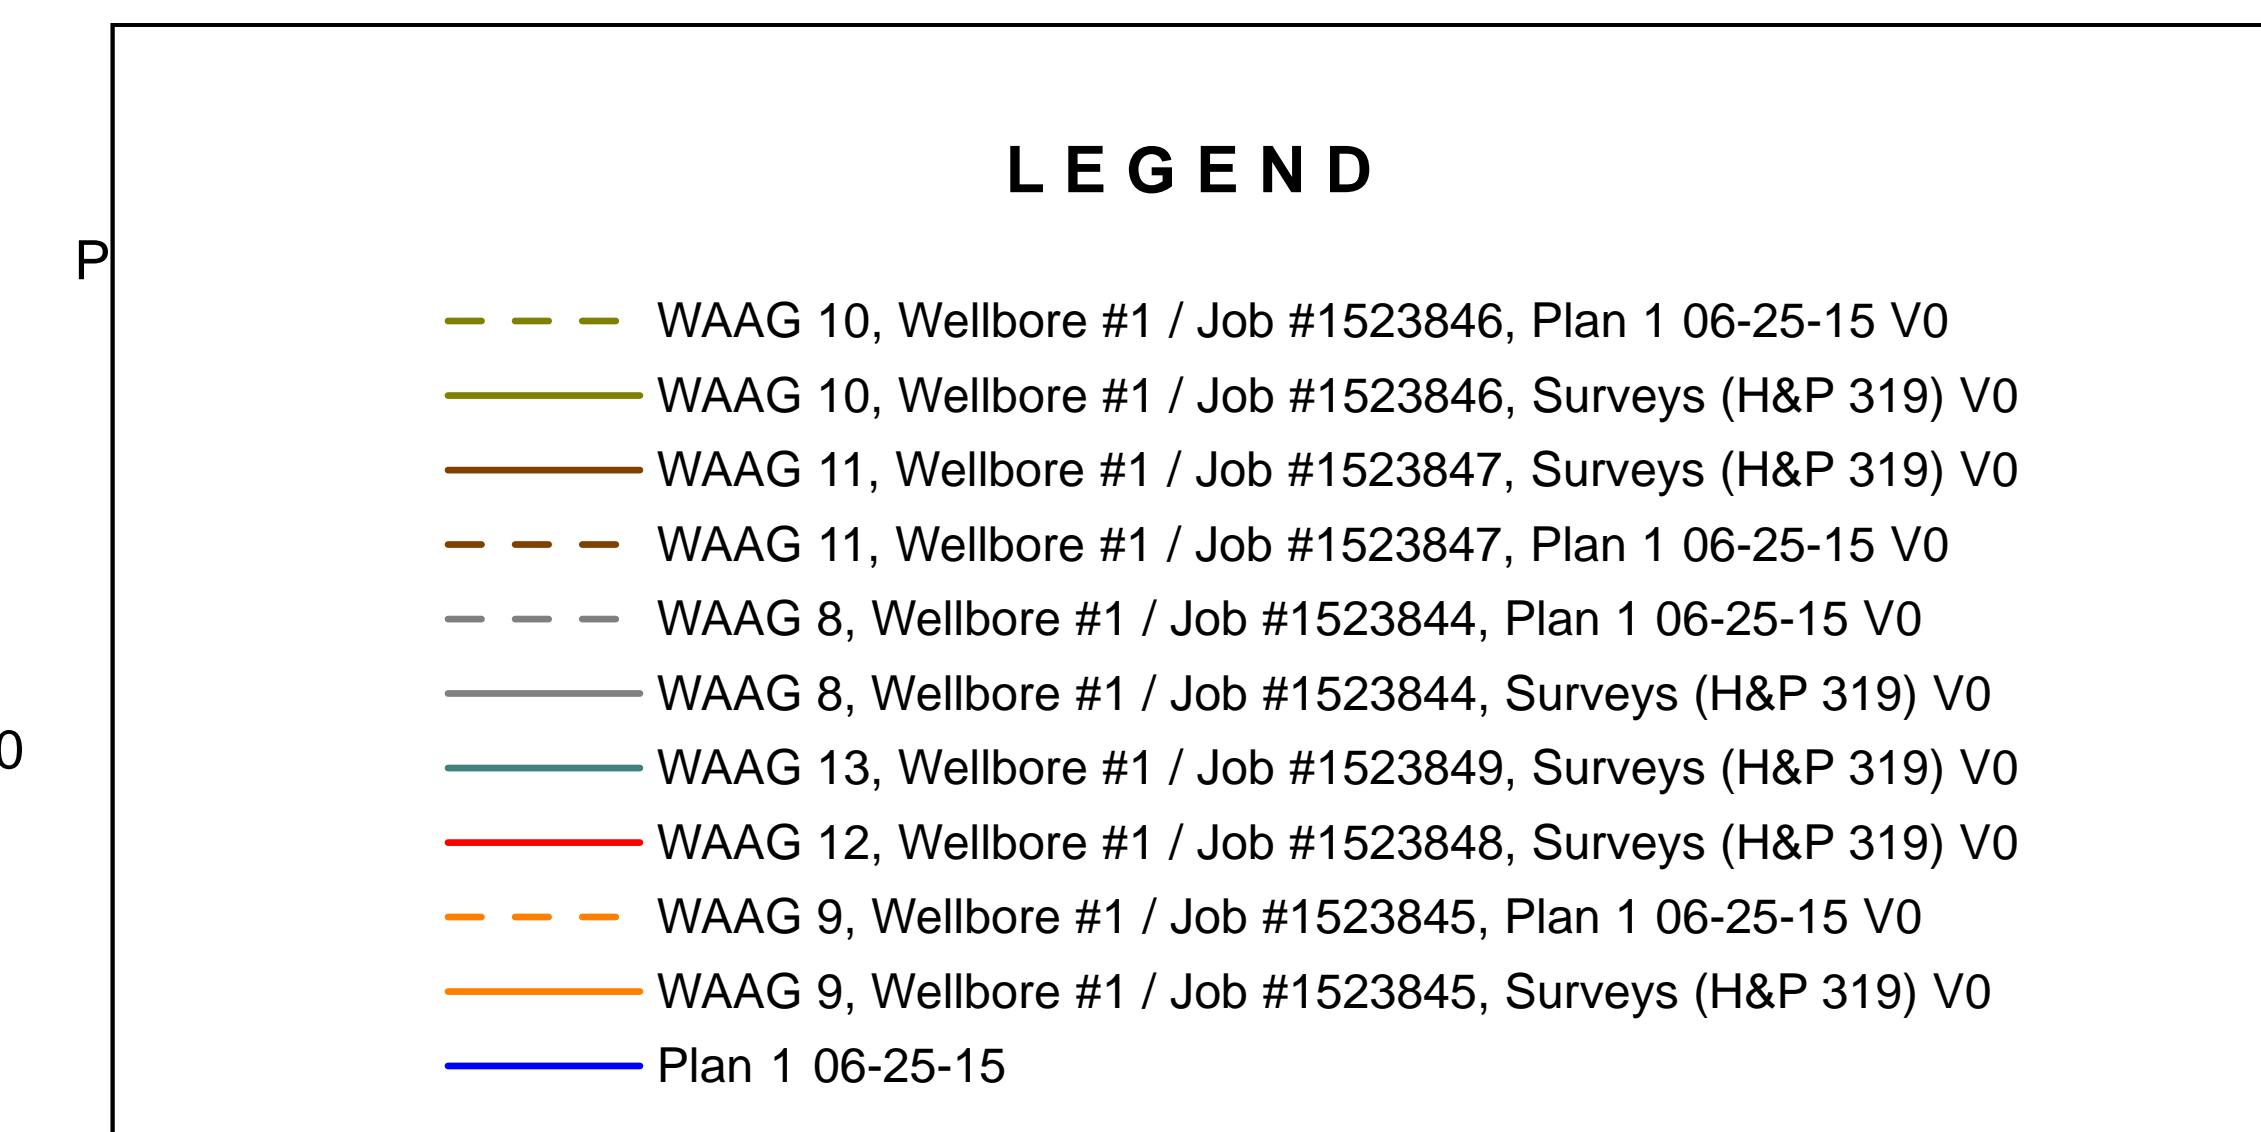 L E G E N D
P
WAAG 10, Wellbore #1 / Job #1523846, Plan 1 06-25-15 V0
WAAG 10, Wellbore #1 / Job #1523846, Surveys (H&P 319) V0
WAAG 11, Wellbore #1 / Job #1523847, Surveys (H&P 319) V0
WAAG 11, Wellbore #1 / Job #1523847, Plan 1 06-25-15 V0
WAAG 8, Wellbore #1 / Job #1523844, Plan 1 06-25-15 V0
WAAG 8, Wellbore #1 / Job #1523844, Surveys (H&P 319) V0
0
WAAG 13, Wellbore #1 / Job #1523849, Surveys (H&P 319) V0
WAAG 12, Wellbore #1 / Job #1523848, Surveys (H&P 319) V0
WAAG 9, Wellbore #1 / Job #1523845, Plan 1 06-25-15 V0
WAAG 9, Wellbore #1 / Job #1523845, Surveys (H&P 319) V0
Plan 1 06-25-15